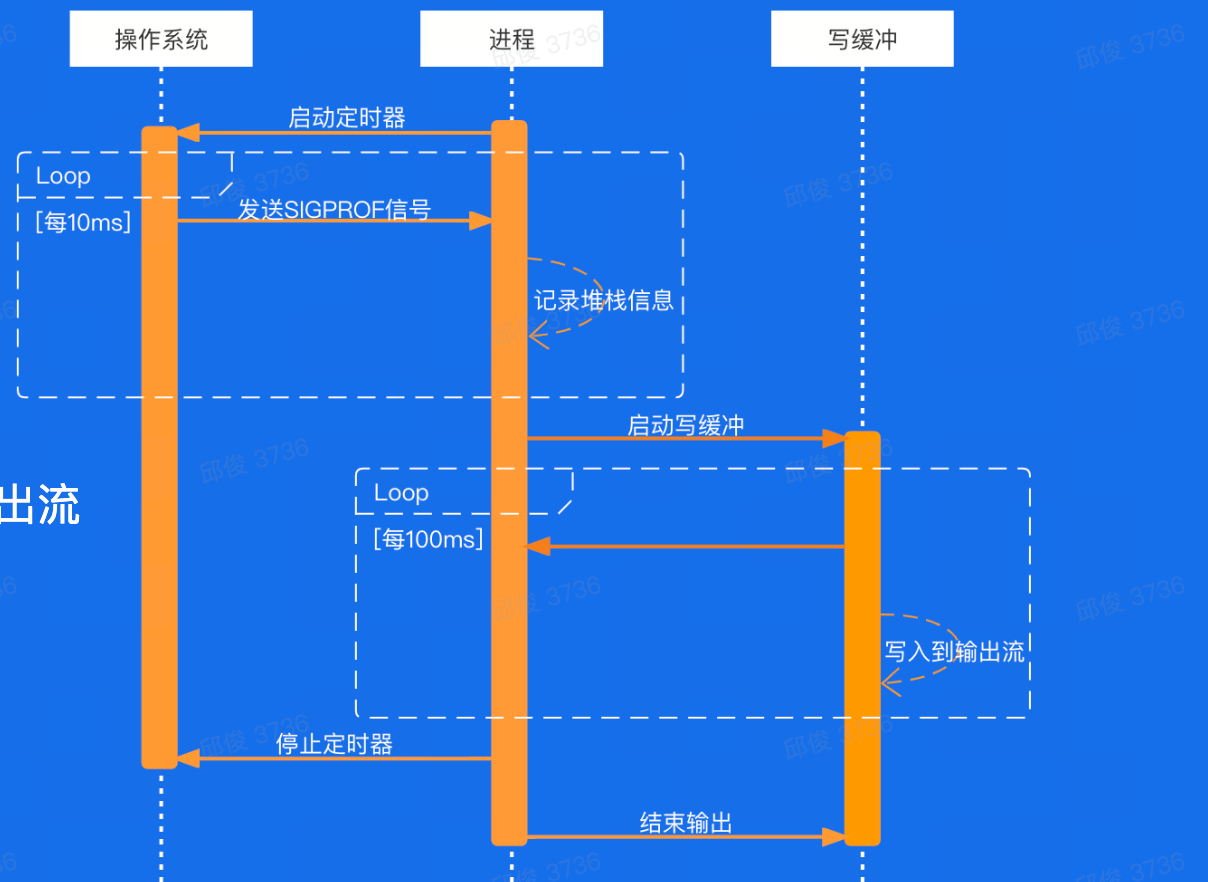 操作系统
进程
写缓冲
启动定时器
Loop
[每10ms]
发送SIGPROF信号
记录堆栈信息
启动写缓冲
Loop
[每100ms]
出流
写入到输出流
停止定时器
结束输出
邱俊 3736